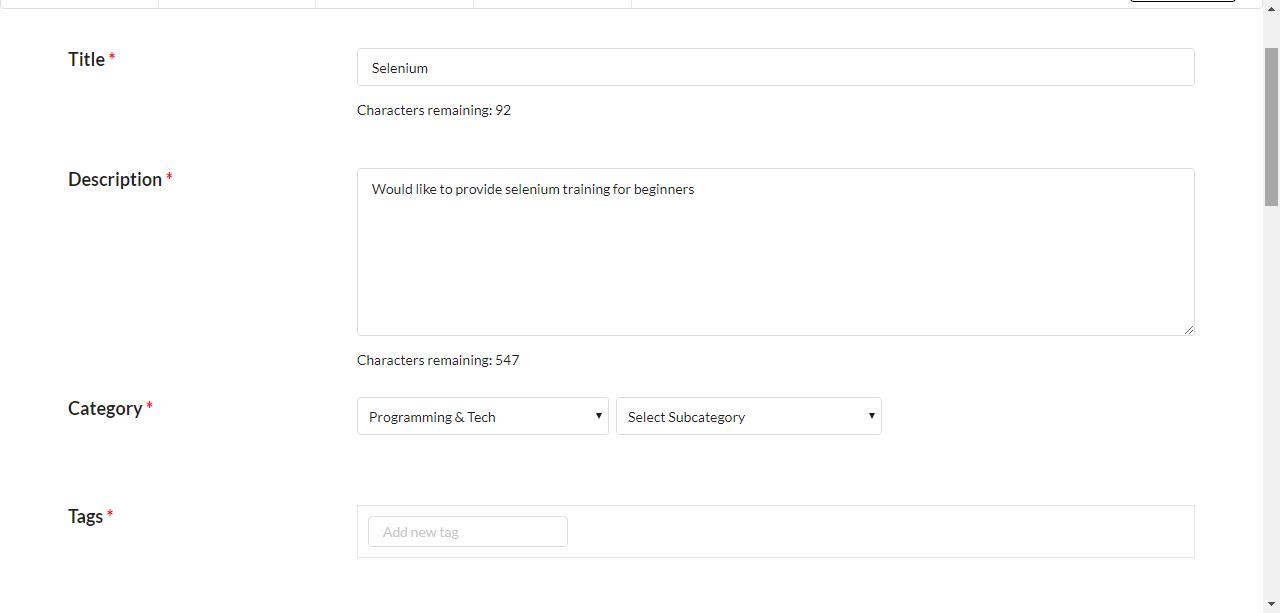 Title *
Selenium
Characters remaining: 92
Description *
Would like to provide selenium training for beginners
Characters remaining: 547
Category *
Programming & Tech
Select Subcategory
Tags *
Add new tag